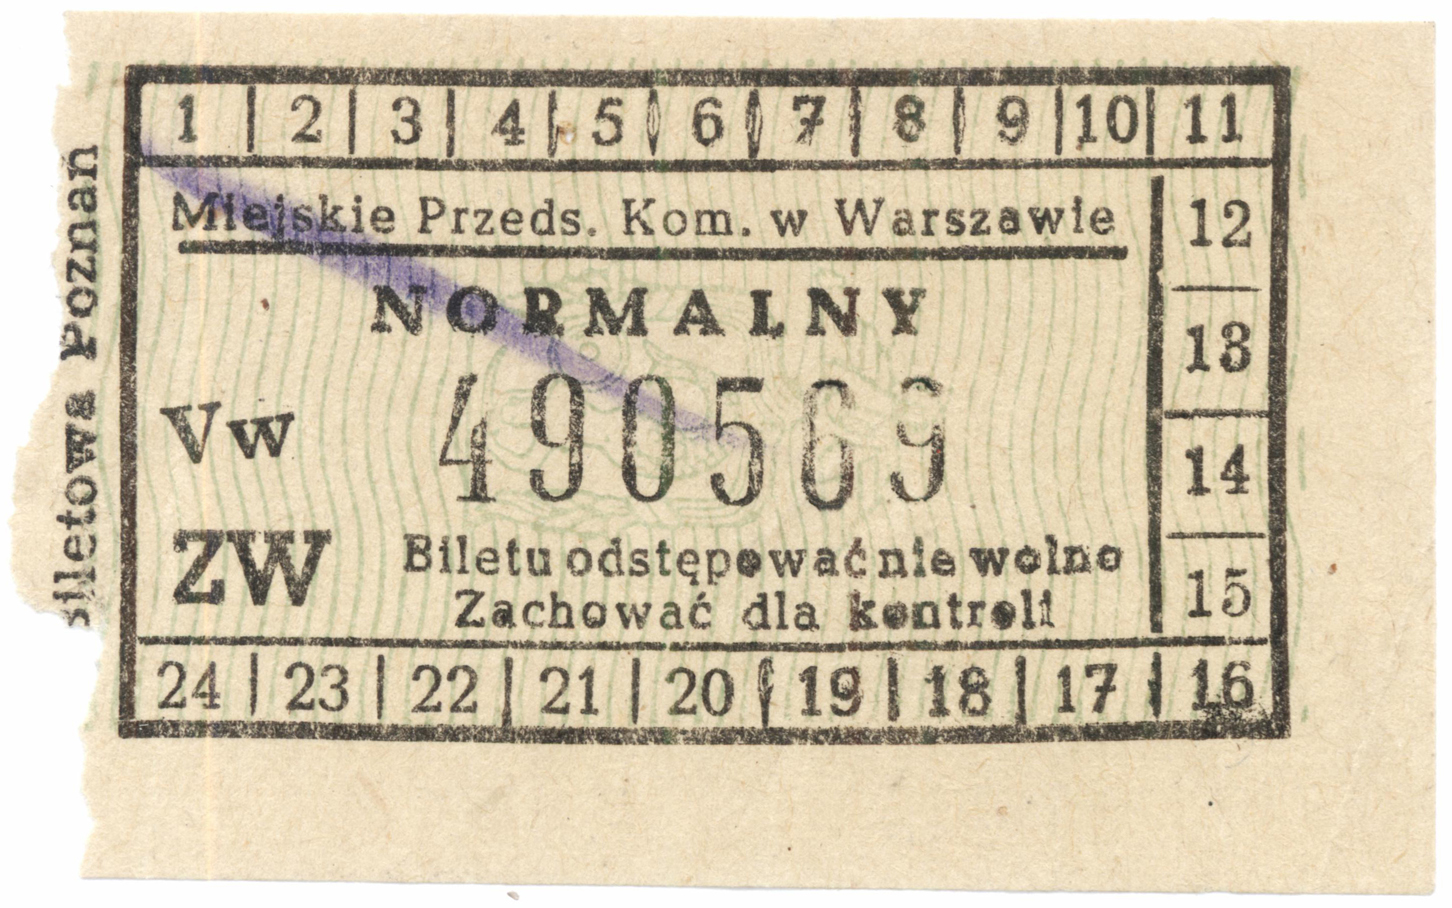 1 | 2 | 3 | 4 | 5 | 6 | 7 | 8 | 9 | 10 | 11
Miejskie Przeds. Kom. w Warszawie
NORMALNY
Vw 490569
ZW
Biletu odstępować nie wolno
Zachować dla kontroli
12
13
14
15
24 | 23 | 22 | 21 | 20 | 19 | 18 | 17 | 16
Biletowa Poznań